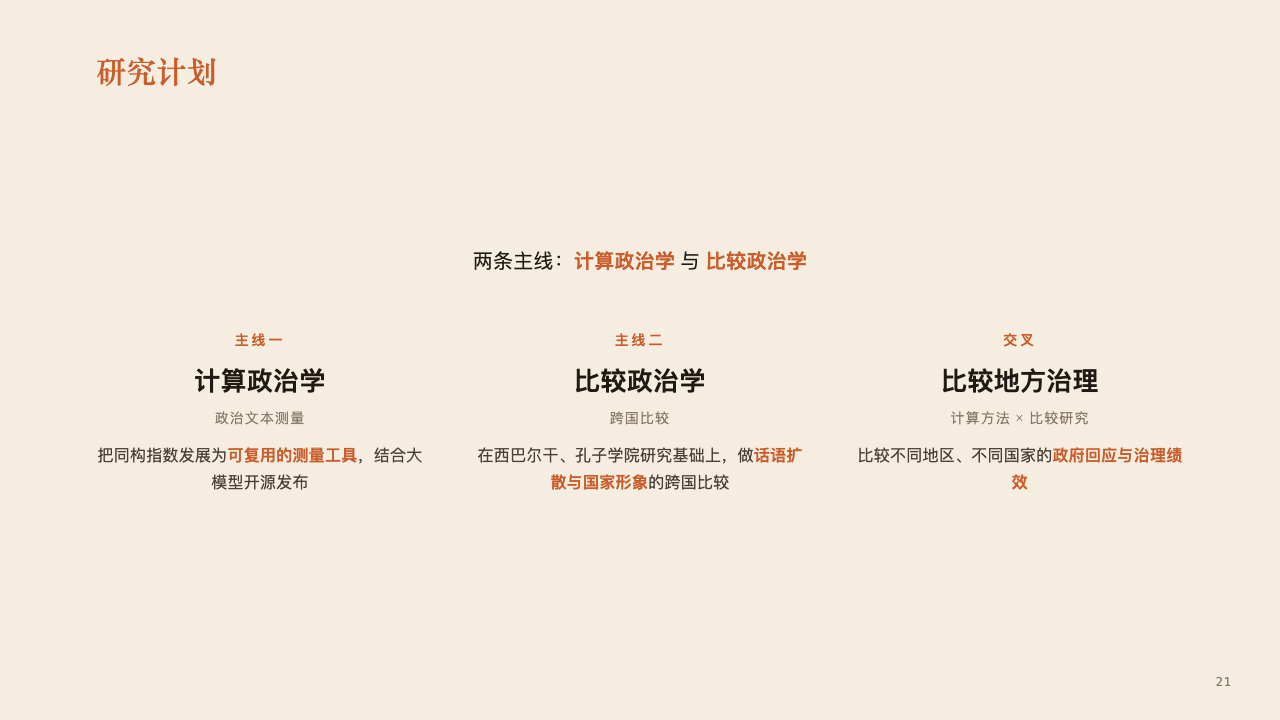 研究计划
两条主线：计算政治学 与 比较政治学
主线一
计算政治学
政治文本测量
把同构指数发展为可复用的测量工具，结合大
模型开源发布
主线二
比较政治学
跨国比较
在西巴尔干、孔子学院研究基础上，做话语扩
散与国家形象的跨国比较
交叉
比较地方治理
计算方法 × 比较研究
比较不同地区、不同国家的政府回应与治理绩
效
21